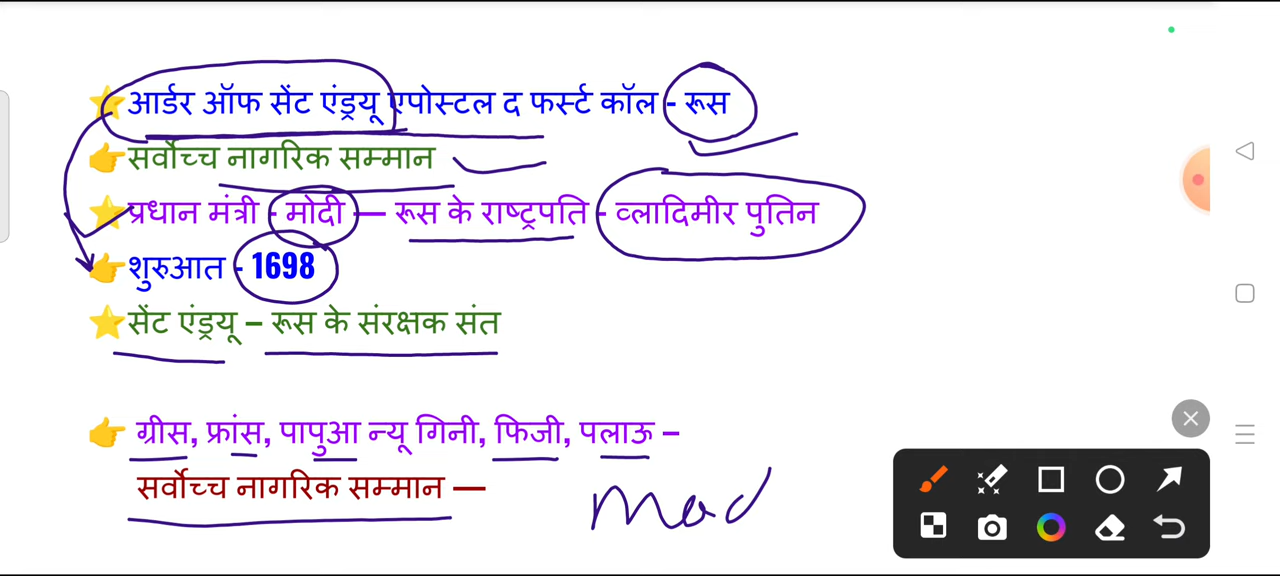 ⭐आर्डर ऑफ सेंट एंड्रयू एपोस्टल द फर्स्ट कॉल - रूस
👉सर्वोच्च नागरिक सम्मान
⭐प्रधान मंत्री - मोदी — रूस के राष्ट्रपति - व्लादिमीर पुतिन
👉शुरुआत - 1698
⭐सेंट एंड्रयू – रूस के संरक्षक संत
👉 ग्रीस, फ्रांस, पापुआ न्यू गिनी, फिजी, पलाऊ –
सर्वोच्च नागरिक सम्मान —